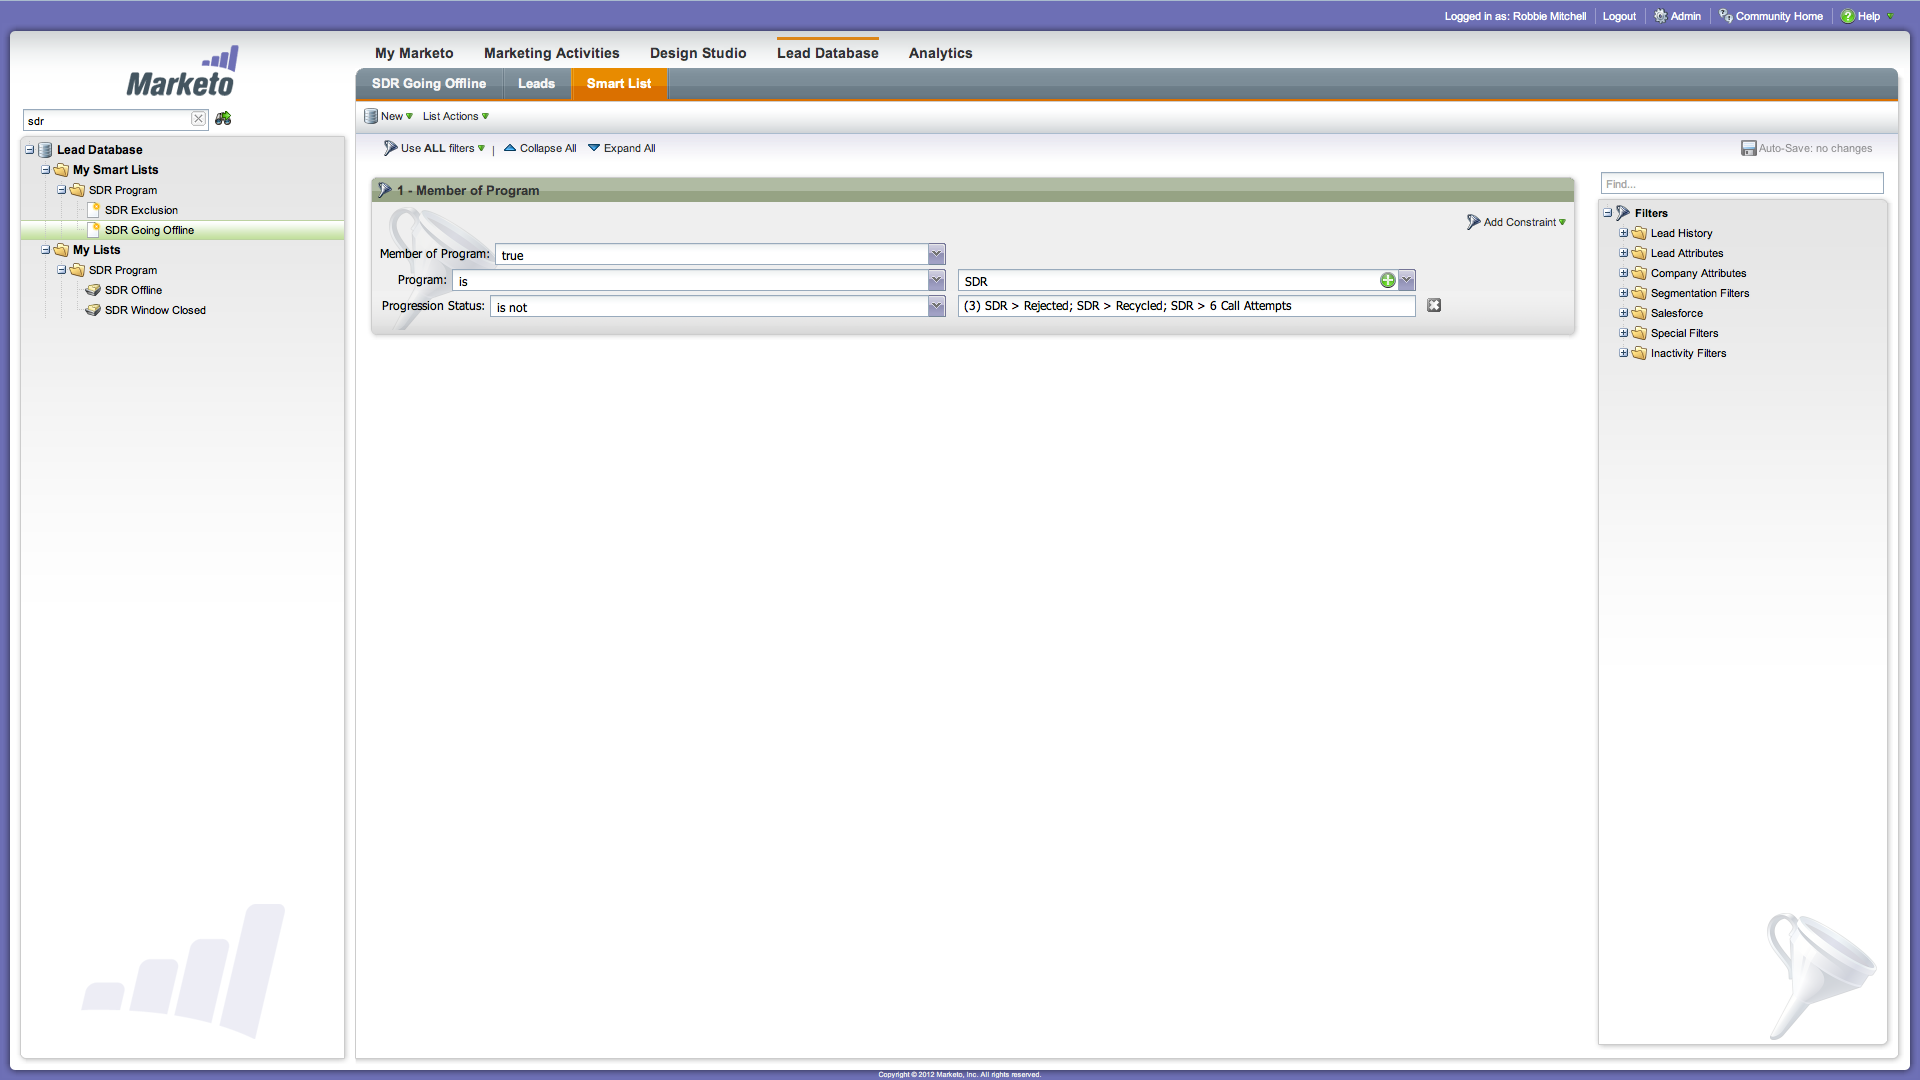 Logged in as: Robbie Mitchell Logout Admin Community Home Help
Marketo
My Marketo Marketing Activities Design Studio Lead Database Analytics
SDR Going Offline Leads Smart List
sdr
New List Actions
Use ALL filters | Collapse All Expand All
Auto-Save: no changes
Lead Database
My Smart Lists
SDR Program
SDR Exclusion
SDR Going Offline
My Lists
SDR Program
SDR Offline
SDR Window Closed
1 - Member of Program
Add Constraint
Member of Program: true
Program: is SDR
Progression Status: is not (3) SDR > Rejected; SDR > Recycled; SDR > 6 Call Attempts
Find...
Filters
Lead History
Lead Attributes
Company Attributes
Segmentation Filters
Salesforce
Special Filters
Inactivity Filters
Copyright © 2012 Marketo, Inc. All rights reserved.